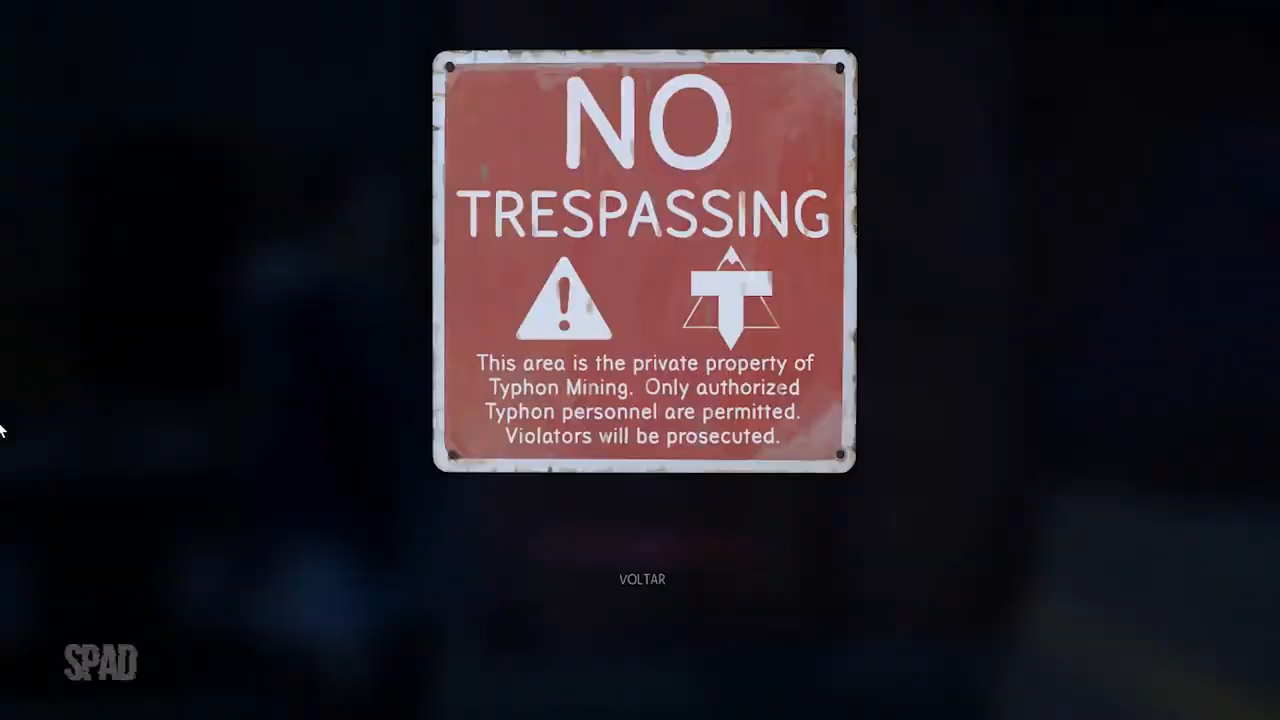 NO
TRESPASSING
This area is the private property of
Typhon Mining. Only authorized
Typhon personnel are permitted.
Violators will be prosecuted.
VOLTAR
SPAD